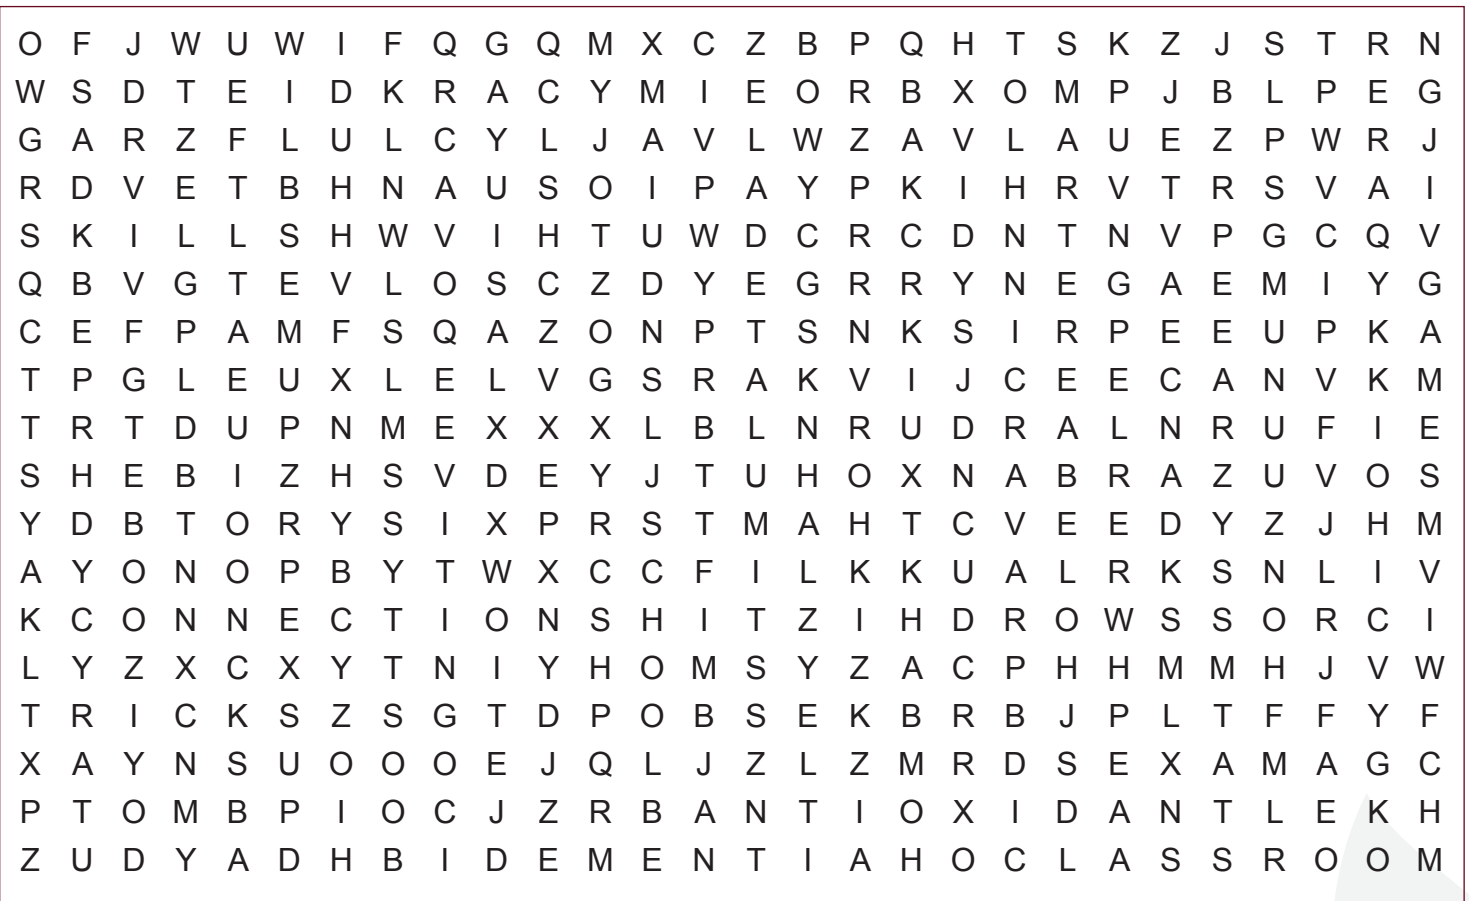 O F J W U W I F Q G Q M X C Z B P Q H T S K Z J S T R N
W S D T E I D K R A C Y M I E O R B X O M P J B L P E G
G A R Z F L U L C Y L J A V L W Z A V L A U E Z P W R J
R D V E T B H N A U S O I P A Y P K I H R V T R S V A I
S K I L L S H W V I H T U W D C R C D N T N V P G C Q V
Q B V G T E V L O S C Z D Y E G R R Y N E G A E M I Y G
C E F P A M F S Q A Z O N P T S N K S I R P E E U P K A
T P G L E U X L E L V G S R A K V I J C E E C A N V K M
T R T D U P N M E X X X L B L N R U D R A L N R U F I E
S H E B I Z H S V D E Y J T U H O X N A B R A Z U V O S
Y D B T O R Y S I X P R S T M A H T C V E E D Y Z J H M
A Y O N O P B Y T W X C C F I L K K U A L R K S N L I V
K C O N N E C T I O N S H I T Z I H D R O W S S O R C I
L Y Z X C X Y T N I Y H O M S Y Z A C P H H M M H J V W
T R I C K S Z S G T D P O B S E K B R B J P L T F F Y F
X A Y N S U O O O E J Q L J Z L Z M R D S E X A M A G C
P T O M B P I O C J Z R B A N T I O X I D A N T L E K H
Z U D Y A D H B I D E M E N T I A H O C L A S S R O O M